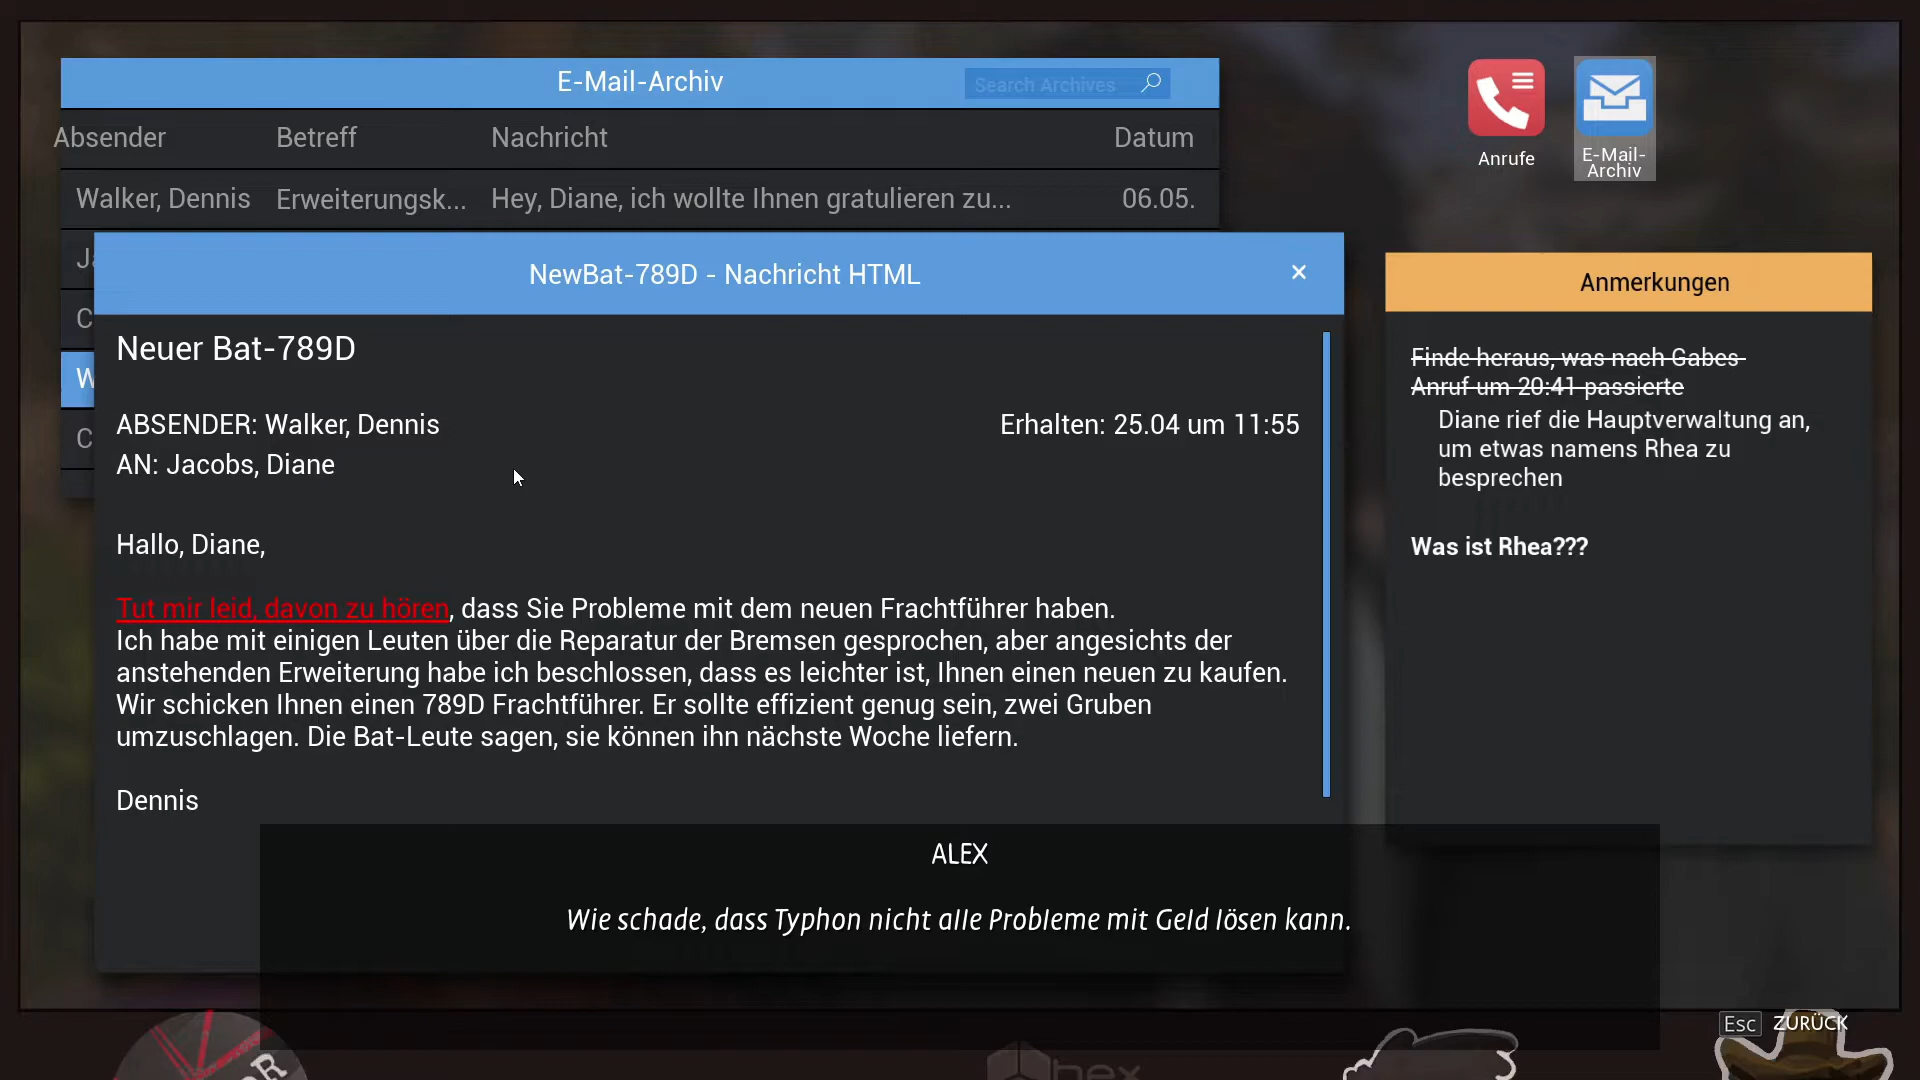 E-Mail-Archiv
Search Archives
Absender Betreff Nachricht Datum
Walker, Dennis Erweiterungsk... Hey, Diane, ich wollte Ihnen gratulieren zu... 06.05.
NewBat-789D - Nachricht HTML
Neuer Bat-789D
ABSENDER: Walker, Dennis Erhalten: 25.04 um 11:55
AN: Jacobs, Diane
Hallo, Diane,
Tut mir leid, davon zu hören, dass Sie Probleme mit dem neuen Frachtführer haben.
Ich habe mit einigen Leuten über die Reparatur der Bremsen gesprochen, aber angesichts der
anstehenden Erweiterung habe ich beschlossen, dass es leichter ist, Ihnen einen neuen zu kaufen.
Wir schicken Ihnen einen 789D Frachtführer. Er sollte effizient genug sein, zwei Gruben
umzuschlagen. Die Bat-Leute sagen, sie können ihn nächste Woche liefern.
Dennis
Anrufe
E-Mail-
Archiv
Anmerkungen
Finde heraus, was nach Gabes
Anruf um 20:41 passierte
Diane rief die Hauptverwaltung an,
um etwas namens Rhea zu
besprechen
Was ist Rhea???
ALEX
Wie schade, dass Typhon nicht alle Probleme mit Geld lösen kann.
Esc ZURÜCK
hex